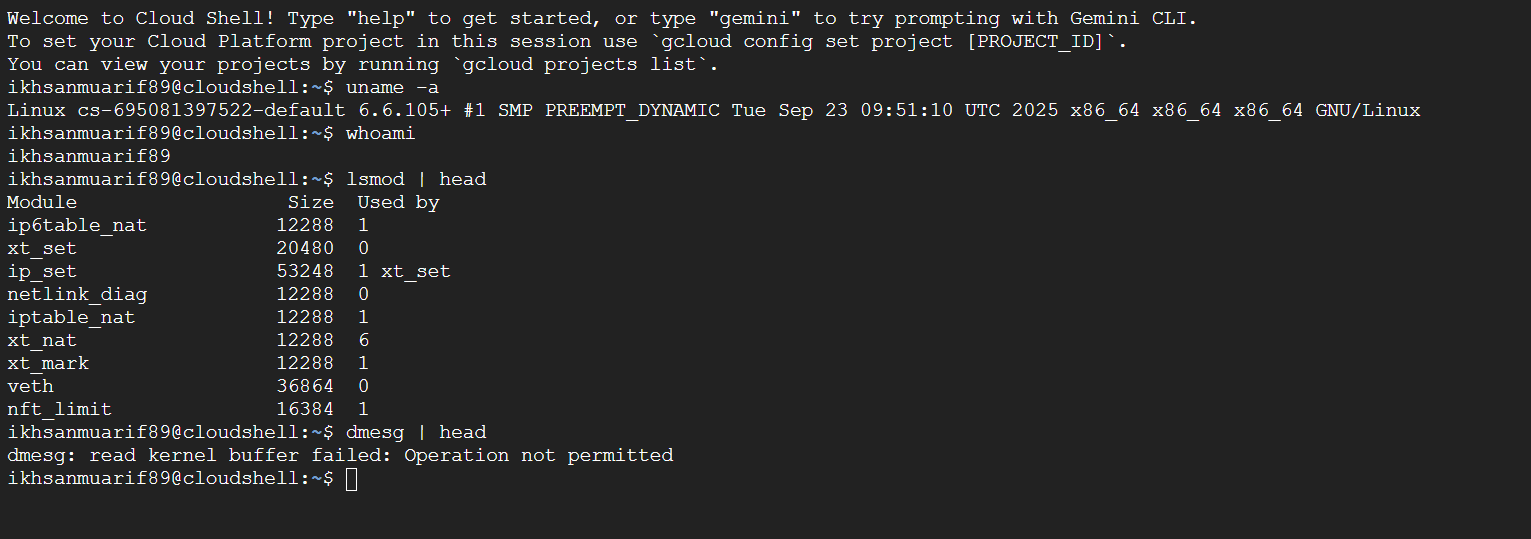 Welcome to Cloud Shell! Type "help" to get started, or type "gemini" to try prompting with Gemini CLI.
To set your Cloud Platform project in this session use `gcloud config set project [PROJECT_ID]`.
You can view your projects by running `gcloud projects list`.
ikhsanmuarif89@cloudshell:~$ uname -a
Linux cs-695081397522-default 6.6.105+ #1 SMP PREEMPT_DYNAMIC Tue Sep 23 09:51:10 UTC 2025 x86_64 x86_64 x86_64 GNU/Linux
ikhsanmuarif89@cloudshell:~$ whoami
ikhsanmuarif89
ikhsanmuarif89@cloudshell:~$ lsmod | head
Module                  Size  Used by
ip6table_nat           12288  1
xt_set                 20480  0
ip_set                 53248  1 xt_set
netlink_diag           12288  0
iptable_nat            12288  1
xt_nat                 12288  6
xt_mark                12288  1
veth                   36864  0
nft_limit              16384  1
ikhsanmuarif89@cloudshell:~$ dmesg | head
dmesg: read kernel buffer failed: Operation not permitted
ikhsanmuarif89@cloudshell:~$